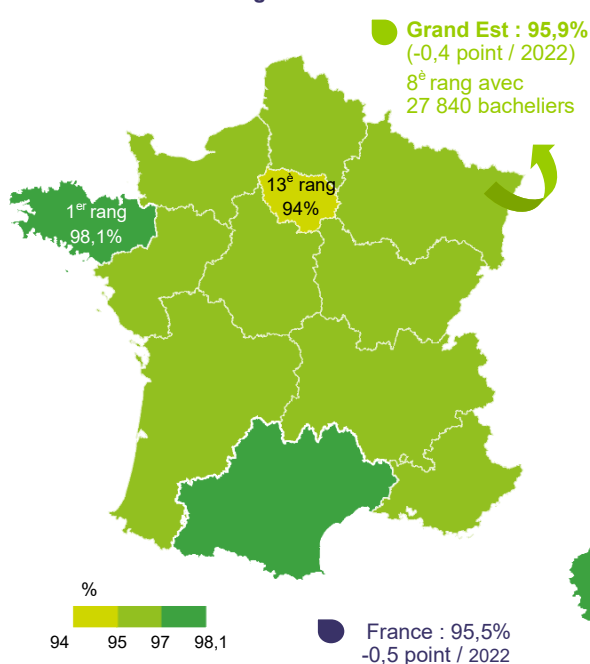 Grand Est : 95,9%
(-0,4 point / 2022)
8è rang avec
27 840 bacheliers
13è rang
94%
1er rang
98,1%
%
94 95 97 98,1
France : 95,5%
-0,5 point / 2022